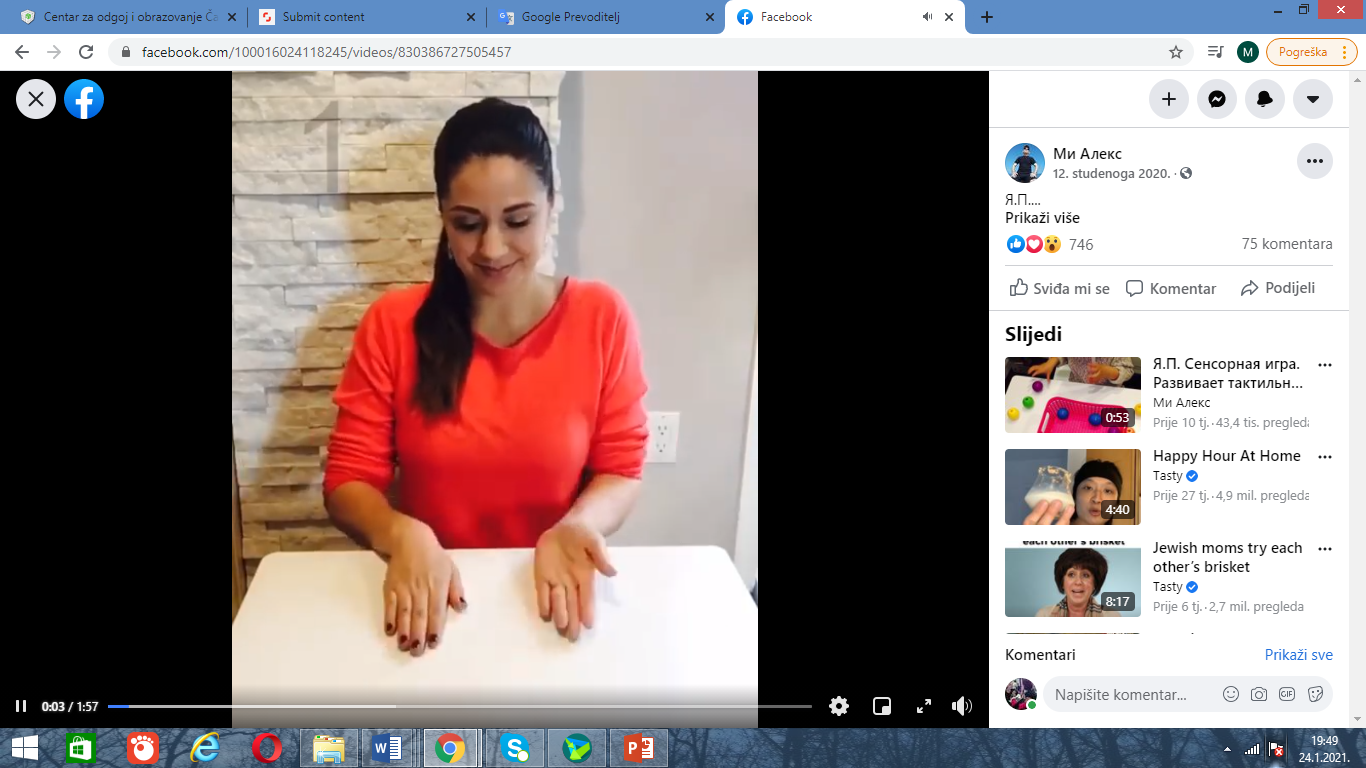 Centar za odgoj i obrazovanje Ča
Submit content
Google Prevoditelj
Facebook
facebook.com/100016024118245/videos/830386727505457
M
Pogreška
1
Ми Алекс
12. studenoga 2020. ·
Я.П....
Prikaži više
746
75 komentara
Sviđa mi se
Komentar
Podijeli
Slijedi
0:53
Я.П. Сенсорная игра.
Развивает тактильн...
Ми Алекс
Prije 10 tj. · 43,4 tis. pregleda
4:40
Happy Hour At Home
Tasty
Prije 27 tj. · 4,9 mil. pregleda
each other's brisket
8:17
Jewish moms try each
other's brisket
Tasty
Prije 6 tj. · 2,7 mil. pregleda
Komentari
Prikaži sve
Napišite komentar...
GIF
0:03 / 1:57
19:49
24.1.2021.